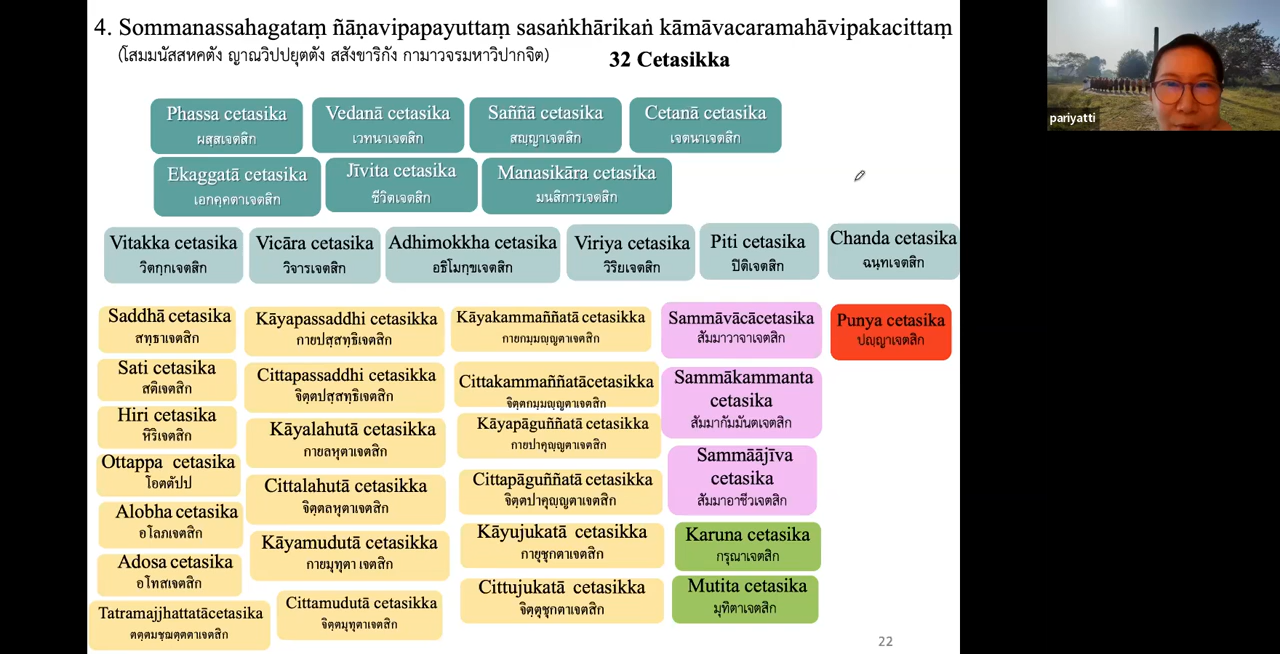 4. Sommanassahagataṃ ñāṇavipapayuttaṃ sasaṅkhārikaṅ kāmāvacaramahāvipakacittaṃ
(โสมมนัสสหคตัง ญาณวิปปยุตตัง สสังขาริกัง กามาวจรมหาวิปากจิต)
32 Cetasikka
Phassa cetasika
ผสฺสเจตสิก
Vedanā cetasika
เวทนาเจตสิก
Saññā cetasika
สญฺญาเจตสิก
Cetanā cetasika
เจตนาเจตสิก
Ekaggatā cetasika
เอกคฺคตาเจตสิก
Jīvita cetasika
ชีวิตเจตสิก
Manasikāra cetasika
มนสิการเจตสิก
Vitakka cetasika
วิตกฺกเจตสิก
Vicāra cetasika
วิจารเจตสิก
Adhimokkha cetasika
อธิโมกฺขเจตสิก
Viriya cetasika
วิริยเจตสิก
Piti cetasika
ปีติเจตสิก
Chanda cetasika
ฉนฺทเจตสิก
Saddhā cetasika
สทฺธาเจตสิก
Sati cetasika
สติเจตสิก
Hiri cetasika
หิริเจตสิก
Ottappa cetasika
โอตตัปป
Alobha cetasika
อโลภเจตสิก
Adosa cetasika
อโทสเจตสิก
Tatramajjhattatācetasika
ตตฺตมชฺฌตฺตตาเจตสิก
Kāyapassaddhi cetasikka
กายปสฺสทฺธิเจตสิก
Cittapassaddhi cetasikka
จิตฺตปสฺสทฺธิเจตสิก
Kāyalahutā cetasikka
กายลหุตาเจตสิก
Cittalahutā cetasikka
จิตฺตลหุตาเจตสิก
Kāyamudutā cetasikka
กายมุทุตา เจตสิก
Cittamudutā cetasikka
จิตฺตมุทุตาเจตสิก
Kāyakammaññatā cetasikka
กายกมฺมญฺญตาเจตสิก
Cittakammaññatācetasikka
จิตฺตกมฺมญฺญตาเจตสิก
Kāyapāguññatā cetasikka
กายปาคุญฺญตาเจตสิก
Cittapāguññatā cetasikka
จิตฺตปาคุญฺญตาเจตสิก
Kāyujukatā cetasikka
กายุชุกตาเจตสิก
Cittujukatā cetasikka
จิตฺตุชุกตาเจตสิก
Sammāvācācetasika
สัมมาวาจาเจตสิก
Sammākammanta
cetasika
สัมมากัมมันตเจตสิก
Sammāājīva
cetasika
สัมมาอาชีวเจตสิก
Karuna cetasika
กรุณาเจตสิก
Mutita cetasika
มุทิตาเจตสิก
Punya cetasika
ปญฺญาเจตสิก
22
pariyatti